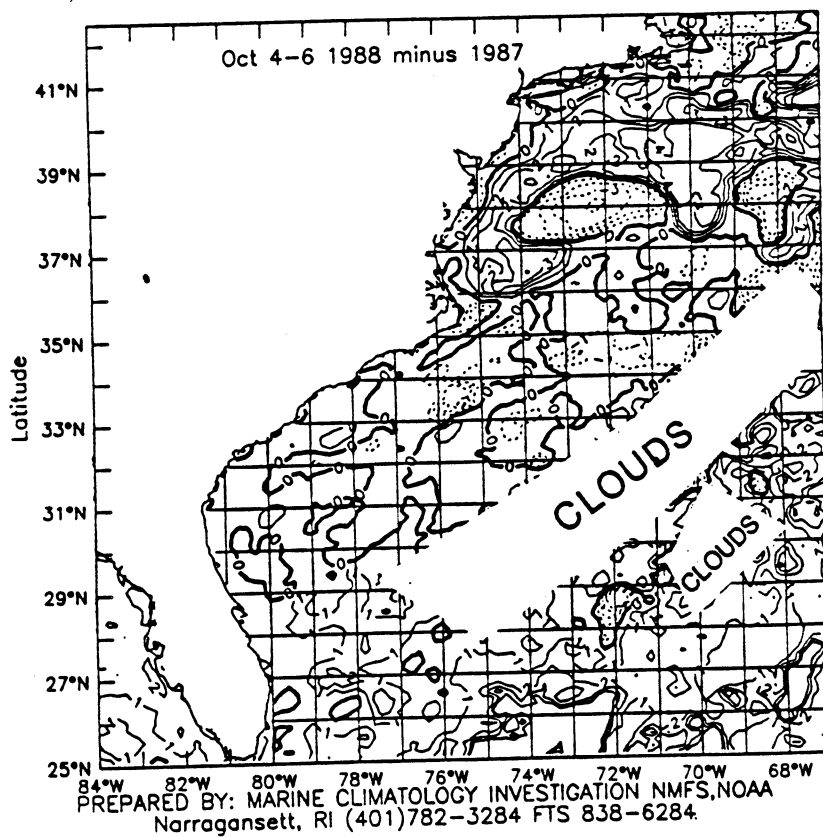 Oct 4-6 1988 minus 1987
41°N
39°N
37°N
35°N
33°N
31°N
29°N
27°N
25°N
Latitude
CLOUDS
CLOUDS
84°W 82°W 80°W 78°W 76°W 74°W 72°W 70°W 68°W
PREPARED BY: MARINE CLIMATOLOGY INVESTIGATION NMFS,NOAA
Narragansett, RI (401)782-3284 FTS 838-6284.